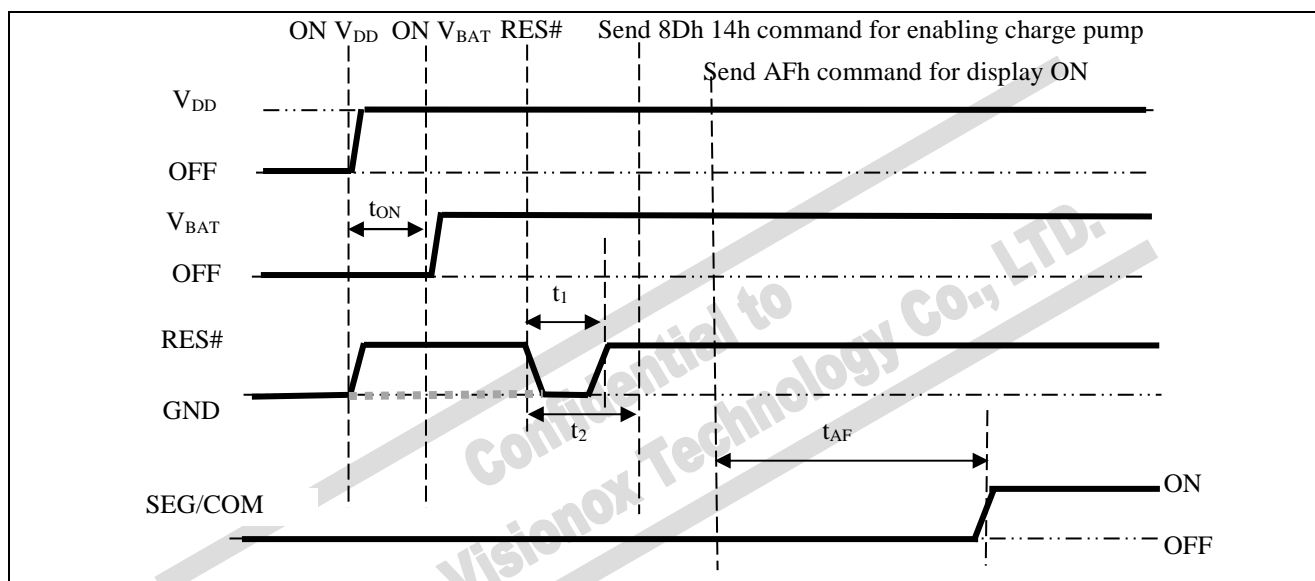 ON VDD ON VBAT RES# Send 8Dh 14h command for enabling charge pump
Send AFh command for display ON
VDD
OFF
tON
VBAT
OFF
t1
RES#
GND
t2
tAF
SEG/COM
ON
OFF
Confidential to
Visionox Technology Co., LTD.